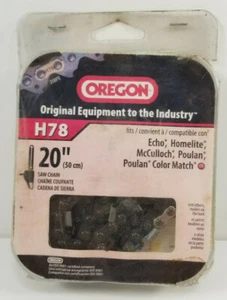 OREGON
Original Equipment to the Industry™
H78
fits / convient à / compatible con:
20"
(50 cm)
SAW CHAIN
CHAÎNE COUPANTE
CADENA DE SIERRA
Echo, Homelite,
McCulloch, Poulan,
Poulan Color Match